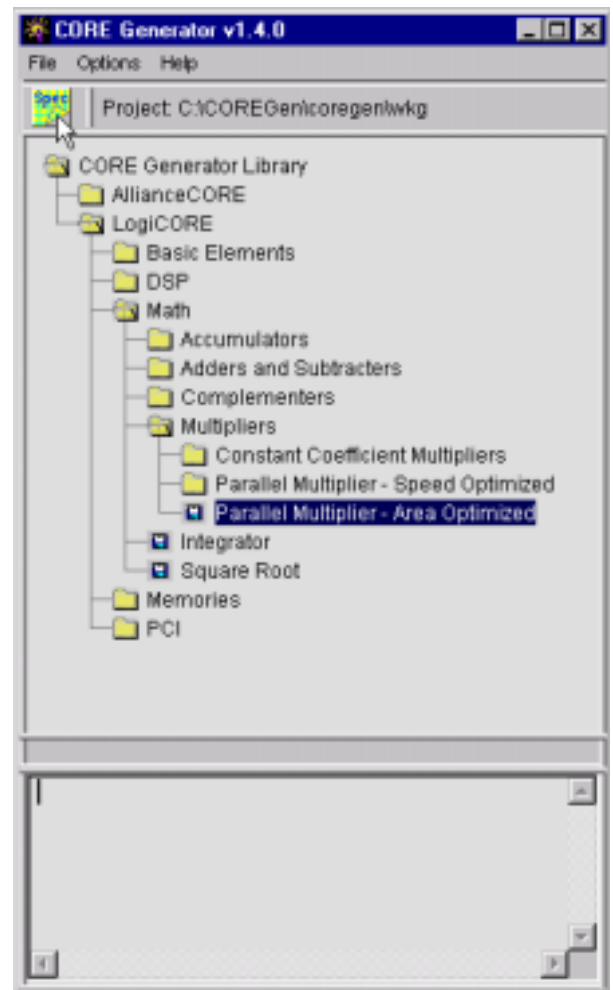 CORE Generator v1.4.0
File Options Help
Spec
Project: C:\COREGen\coregen\wkg
CORE Generator Library
AllianceCORE
LogiCORE
Basic Elements
DSP
Math
Accumulators
Adders and Subtracters
Complementers
Multipliers
Constant Coefficient Multipliers
Parallel Multiplier - Speed Optimized
Parallel Multiplier - Area Optimized
Integrator
Square Root
Memories
PCI